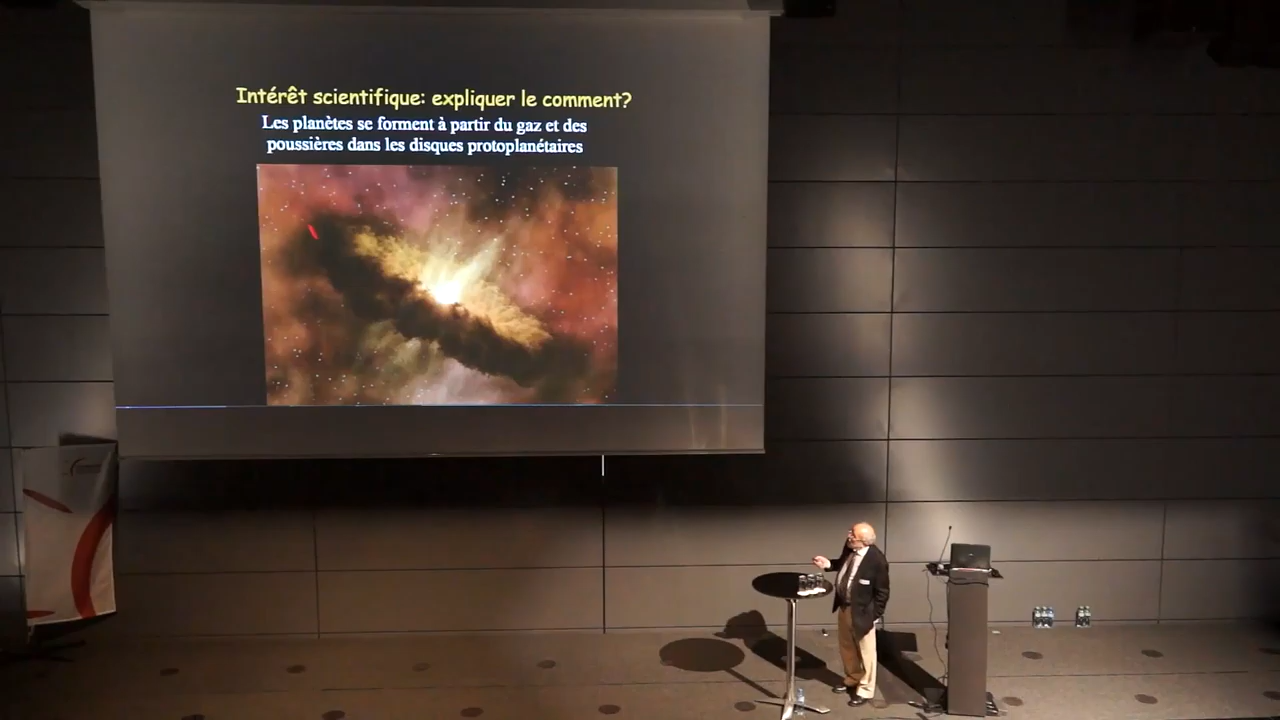 Intérêt scientifique: expliquer le comment?
Les planètes se forment à partir du gaz et des
poussières dans les disques protoplanétaires